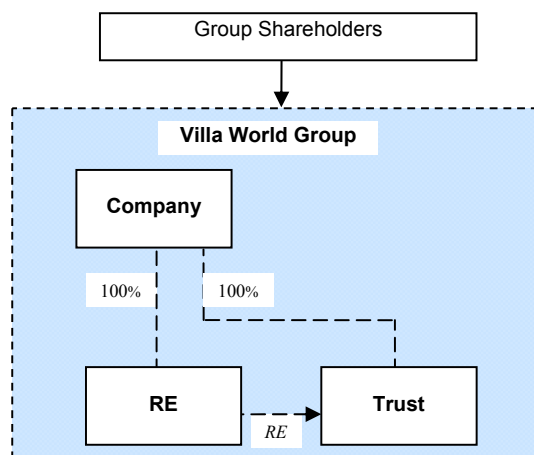 Group Shareholders
Villa World Group
Company
100%
100%
RE
RE
Trust